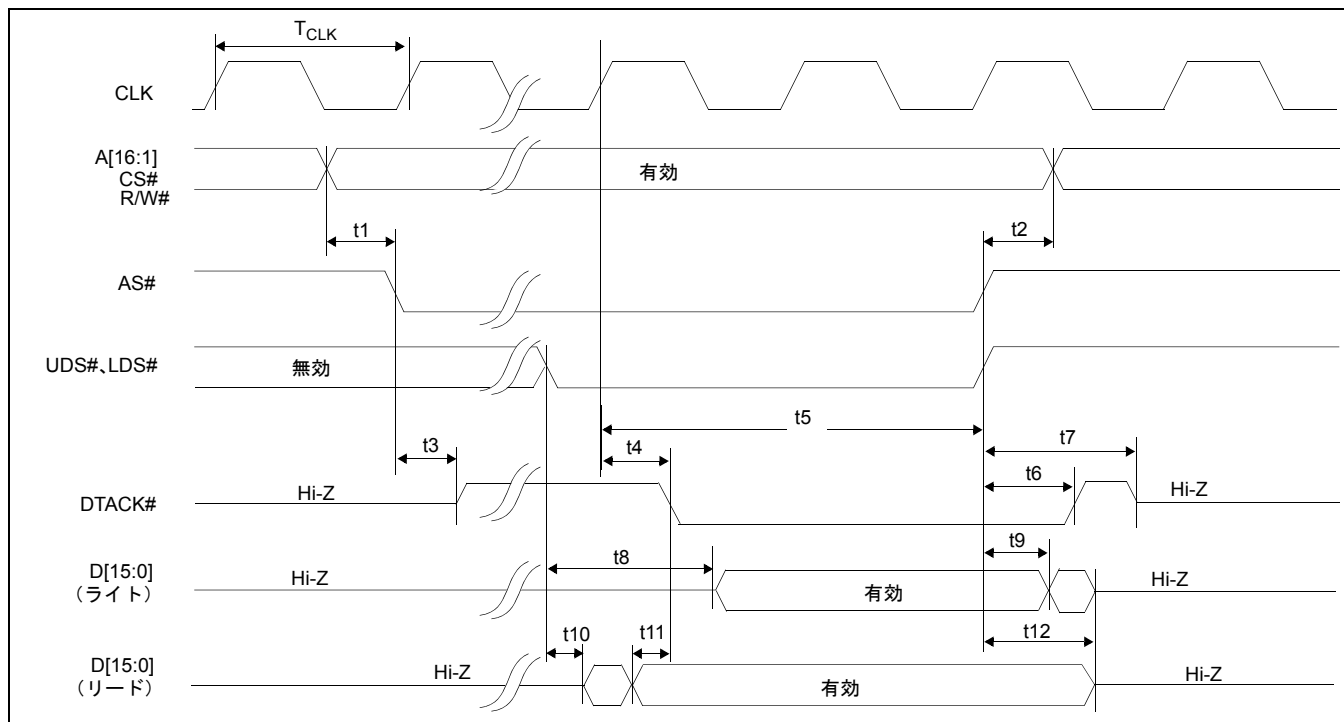 TCLK
CLK
A[16:1]
CS#
R/W#
有効
t1
t2
AS#
UDS#、LDS#
無効
t5
t7
t3
t4
t6
DTACK#
Hi-Z
Hi-Z
t9
t8
D[15:0]
（ライト）
Hi-Z
有効
Hi-Z
t10
t11
t12
D[15:0]
（リード）
Hi-Z
有効
Hi-Z